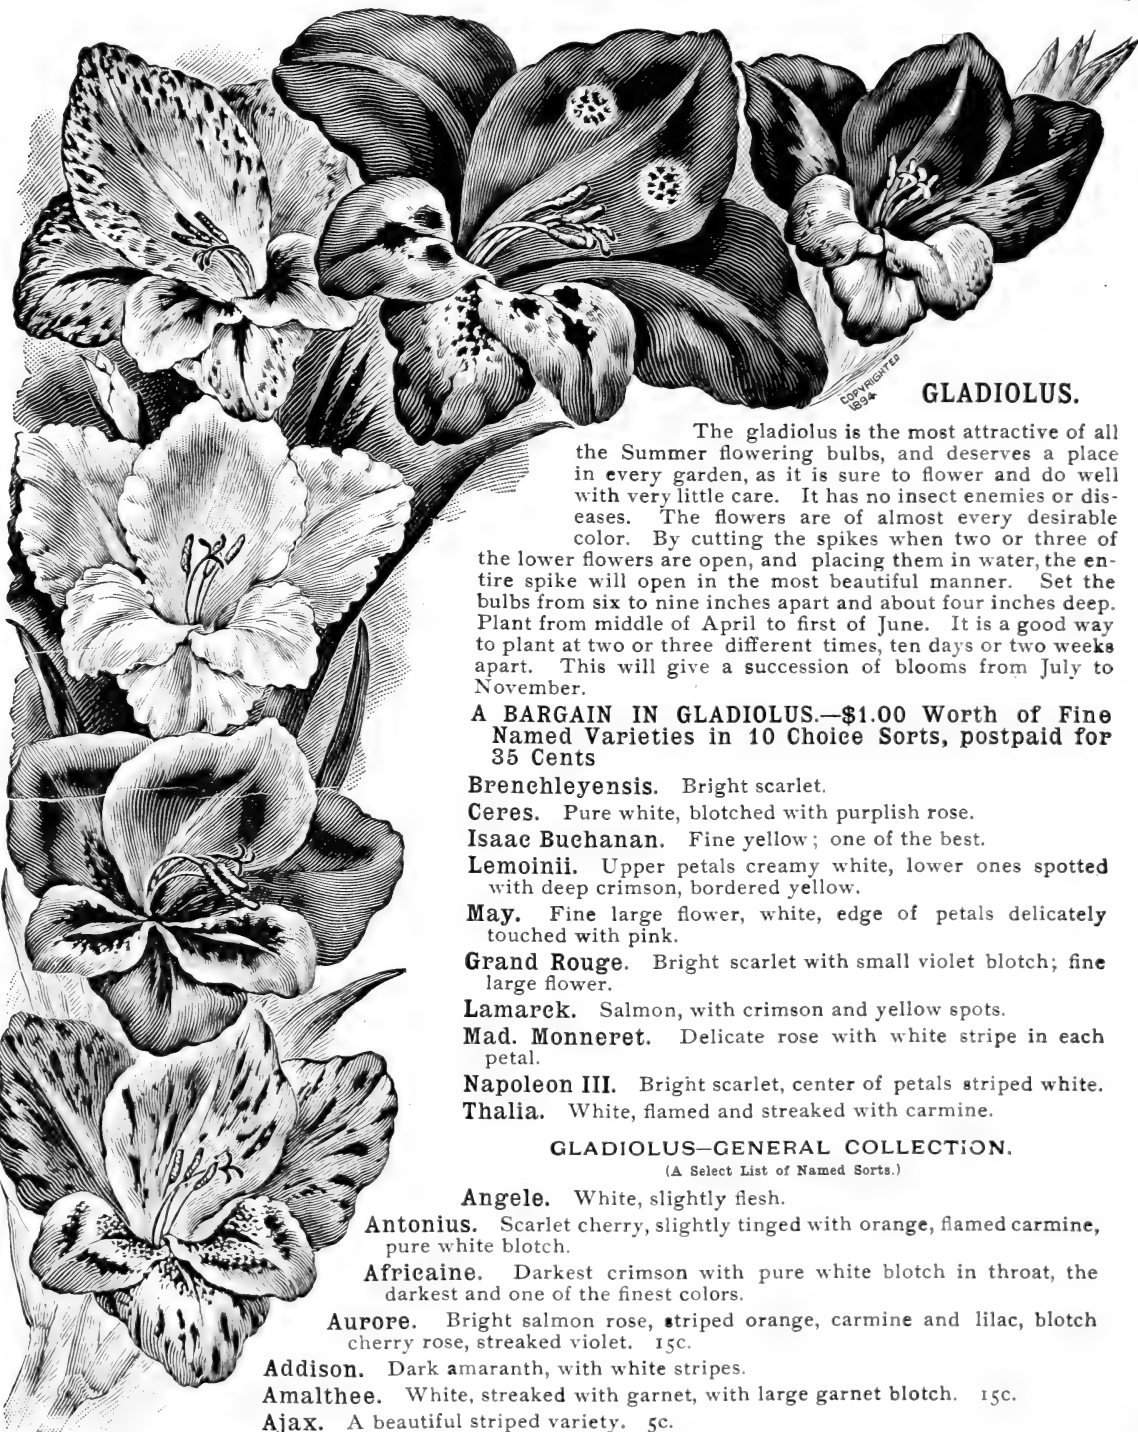 COPYRIGHTED
1894
GLADIOLUS.
The gladiolus is the most attractive of all
the Summer flowering bulbs, and deserves a place
in every garden, as it is sure to flower and do well
with very little care. It has no insect enemies or dis-
eases. The flowers are of almost every desirable
color. By cutting the spikes when two or three of
the lower flowers are open, and placing them in water, the en-
tire spike will open in the most beautiful manner. Set the
bulbs from six to nine inches apart and about four inches deep.
Plant from middle of April to first of June. It is a good way
to plant at two or three different times, ten days or two weeks
apart. This will give a succession of blooms from July to
November.
A BARGAIN IN GLADIOLUS.—$1.00 Worth of Fine
Named Varieties in 10 Choice Sorts, postpaid for
35 Cents
Brenchleyensis. Bright scarlet.
Ceres. Pure white, blotched with purplish rose.
Isaac Buchanan. Fine yellow; one of the best.
Lemoinii. Upper petals creamy white, lower ones spotted
with deep crimson, bordered yellow.
May. Fine large flower, white, edge of petals delicately
touched with pink.
Grand Rouge. Bright scarlet with small violet blotch; fine
large flower.
Lamarck. Salmon, with crimson and yellow spots.
Mad. Monneret. Delicate rose with white stripe in each
petal.
Napoleon III. Bright scarlet, center of petals striped white.
Thalia. White, flamed and streaked with carmine.
GLADIOLUS—GENERAL COLLECTION.
(A Select List of Named Sorts.)
Angele. White, slightly flesh.
Antonius. Scarlet cherry, slightly tinged with orange, flamed carmine,
pure white blotch.
Africaine. Darkest crimson with pure white blotch in throat, the
darkest and one of the finest colors.
Aurore. Bright salmon rose, striped orange, carmine and lilac, blotch
cherry rose, streaked violet. 15c.
Addison. Dark amaranth, with white stripes.
Amalthee. White, streaked with garnet, with large garnet blotch. 15c.
Ajax. A beautiful striped variety. 5c.